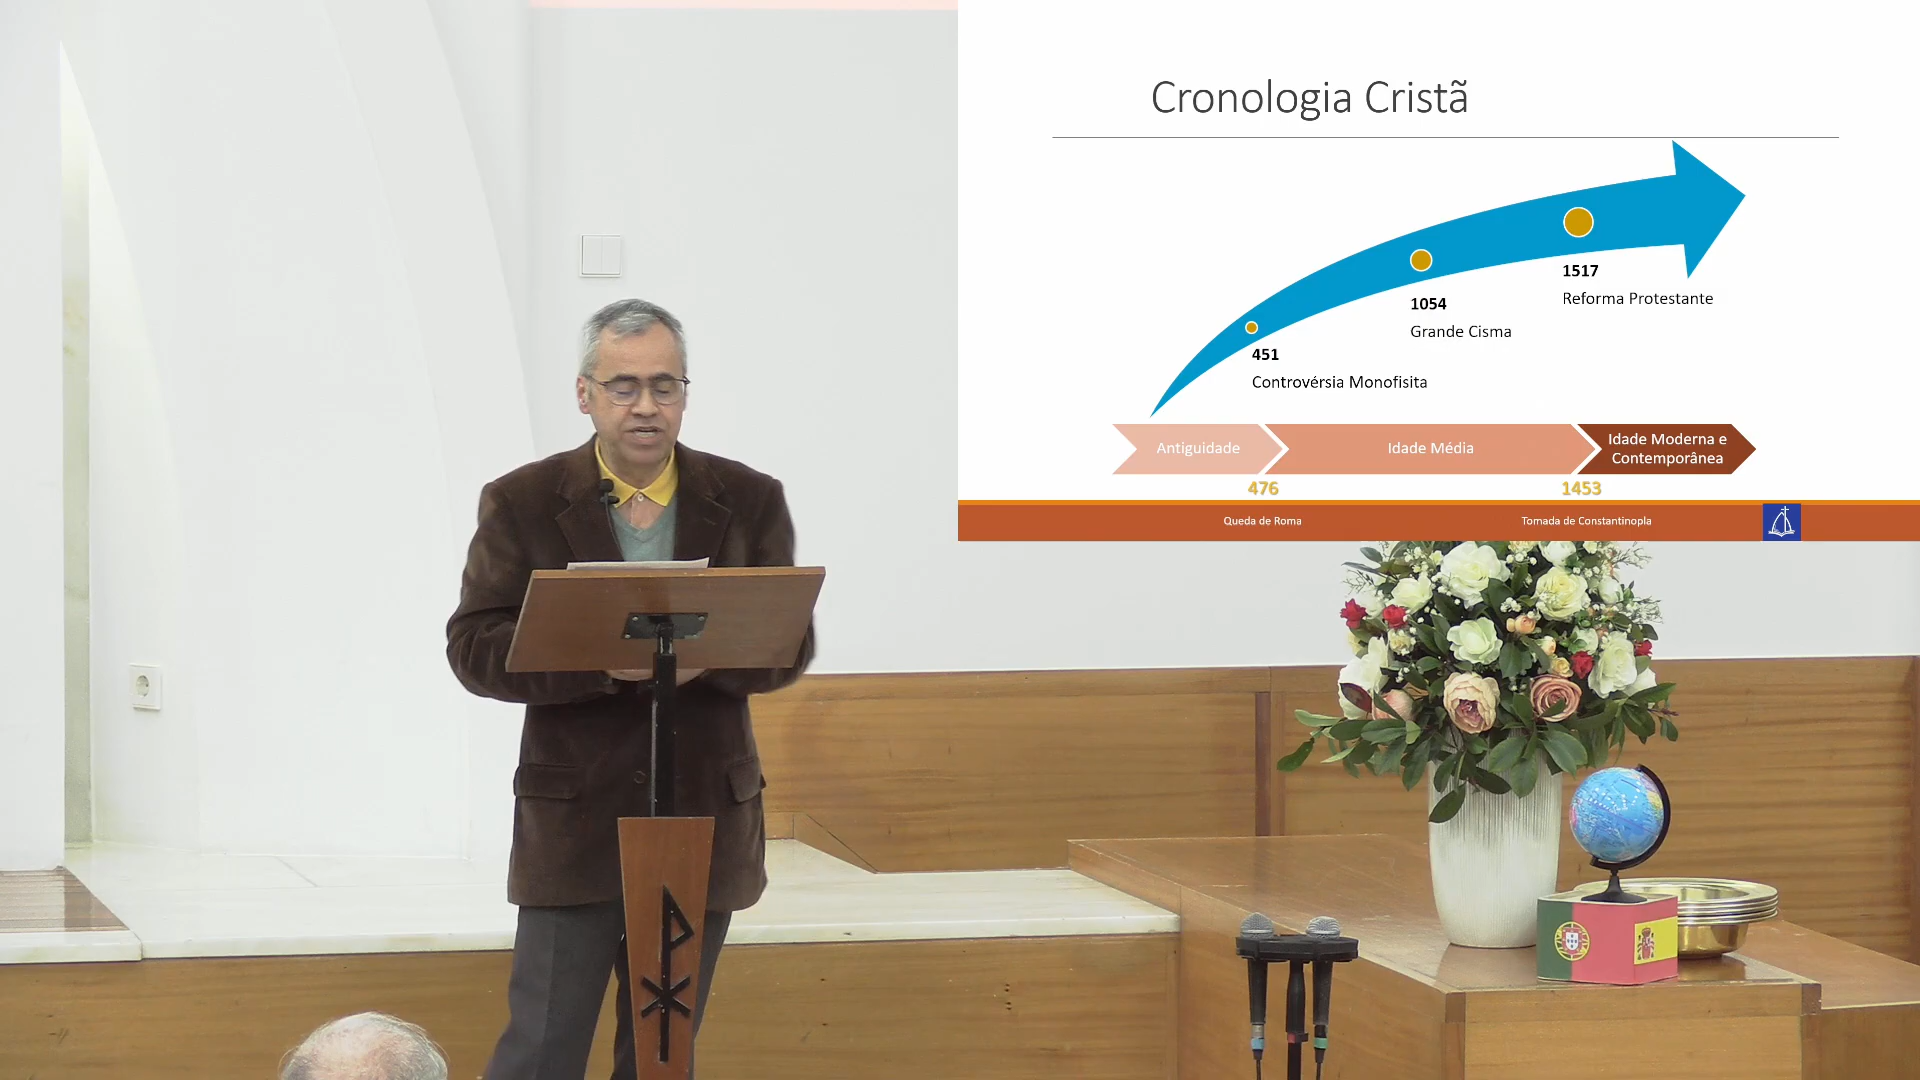 Cronologia Cristã
1517
Reforma Protestante
1054
Grande Cisma
451
Controvérsia Monofisita
Antiguidade
Idade Média
Idade Moderna e
Contemporânea
476
1453
Queda de Roma
Tomada de Constantinopla